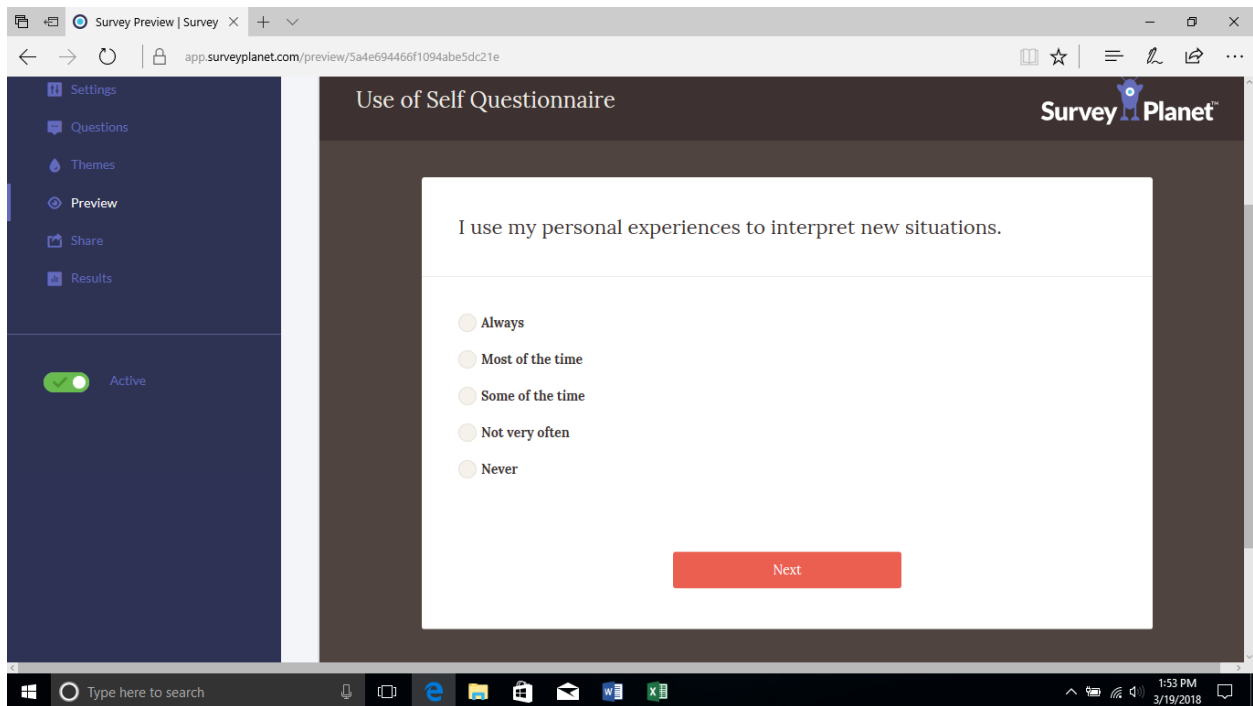 Survey Preview | Survey
app.surveyplanet.com/preview/5a4e694466f1094abe5dc21e
Settings
Questions
Themes
Preview
Share
Results
Active
Use of Self Questionnaire
Survey Planet™
I use my personal experiences to interpret new situations.
Always
Most of the time
Some of the time
Not very often
Never
Next
Type here to search
1:53 PM
3/19/2018